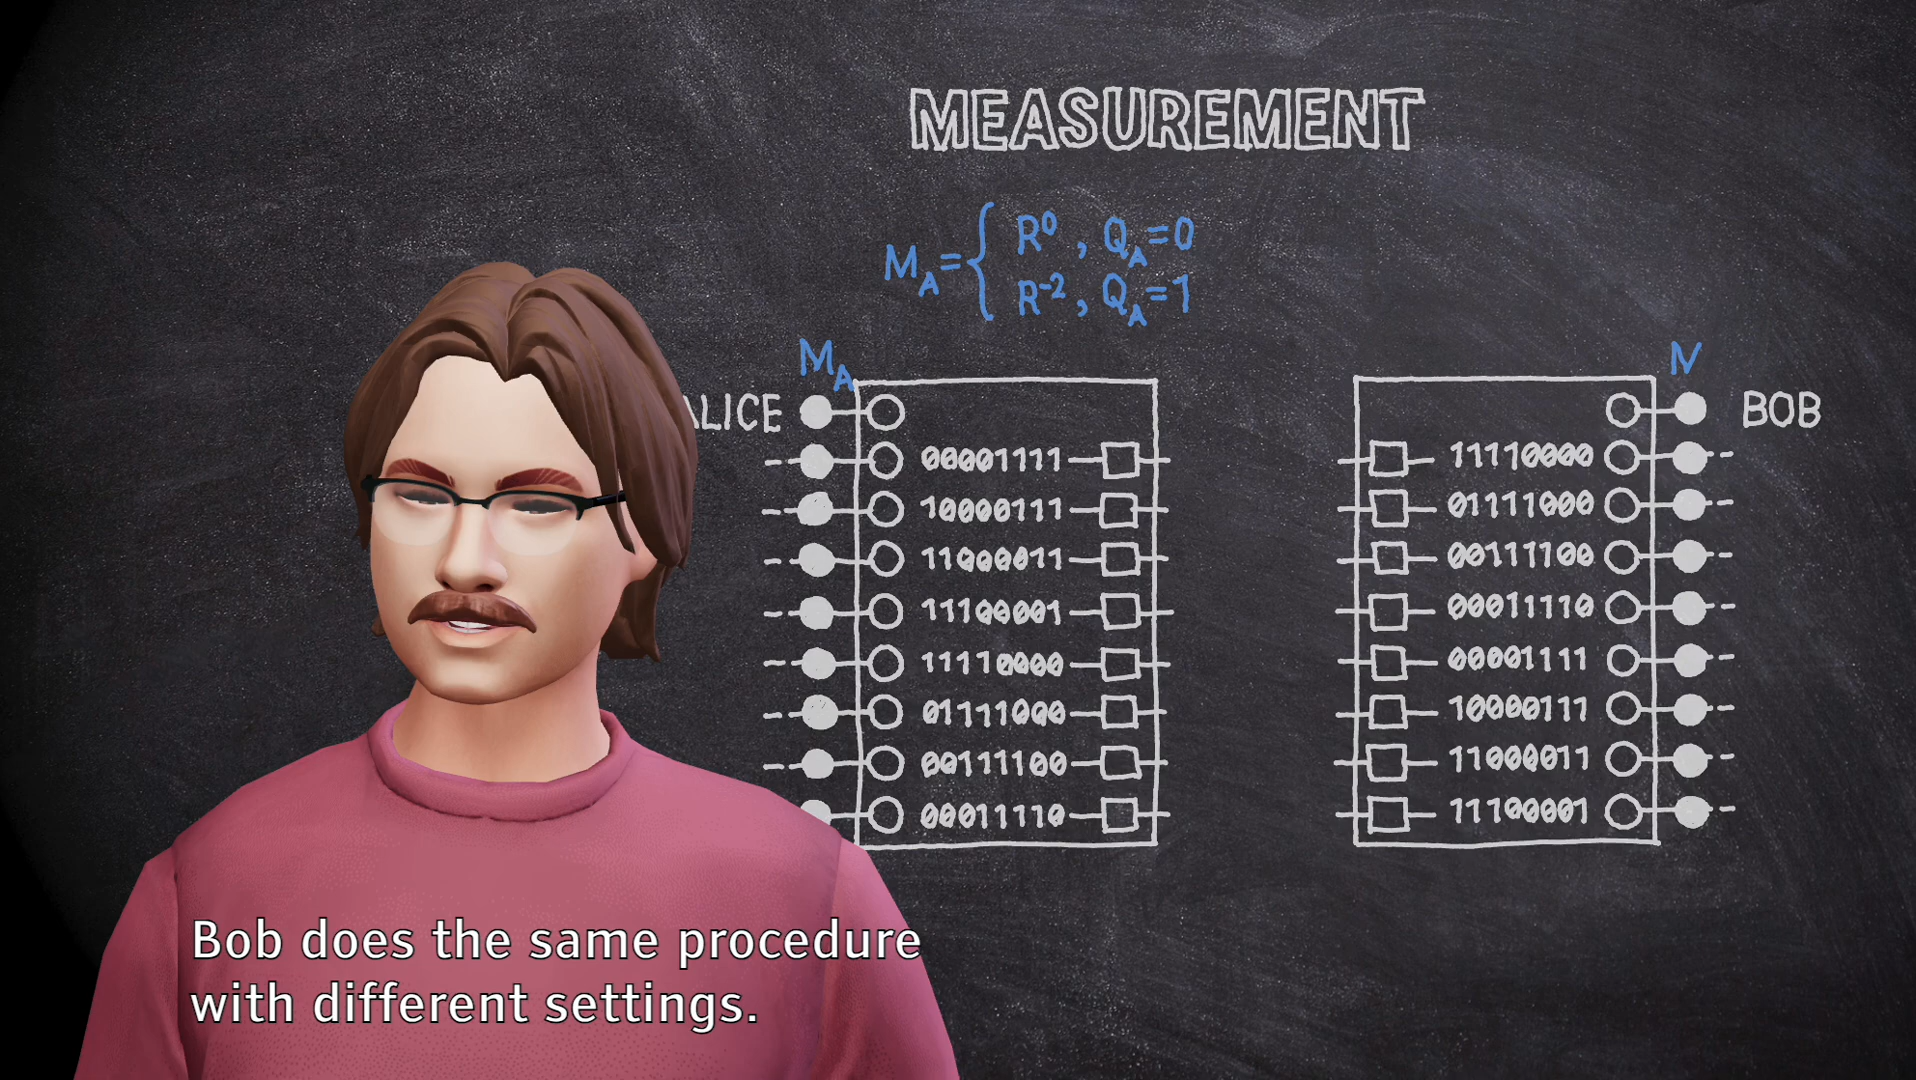 MEASUREMENT
M_A = { R^0 , Q_A=0
R^-2 , Q_A=1
M_A
ALICE
00001111
10000111
11000011
11100001
11110000
01111000
00111100
00011110
BOB
11110000
01111000
00111100
00011110
00001111
10000111
11000011
11100001
Bob does the same procedure
with different settings.